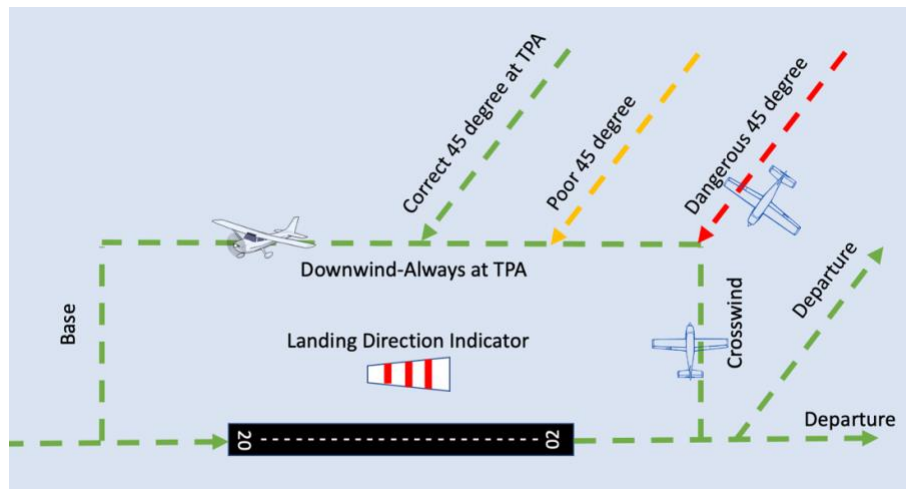 Correct 45 degree at TPA
Poor 45 degree
Dangerous 45 degree
Downwind-Always at TPA
Base
Landing Direction Indicator
Crosswind
Departure
Departure
20
02